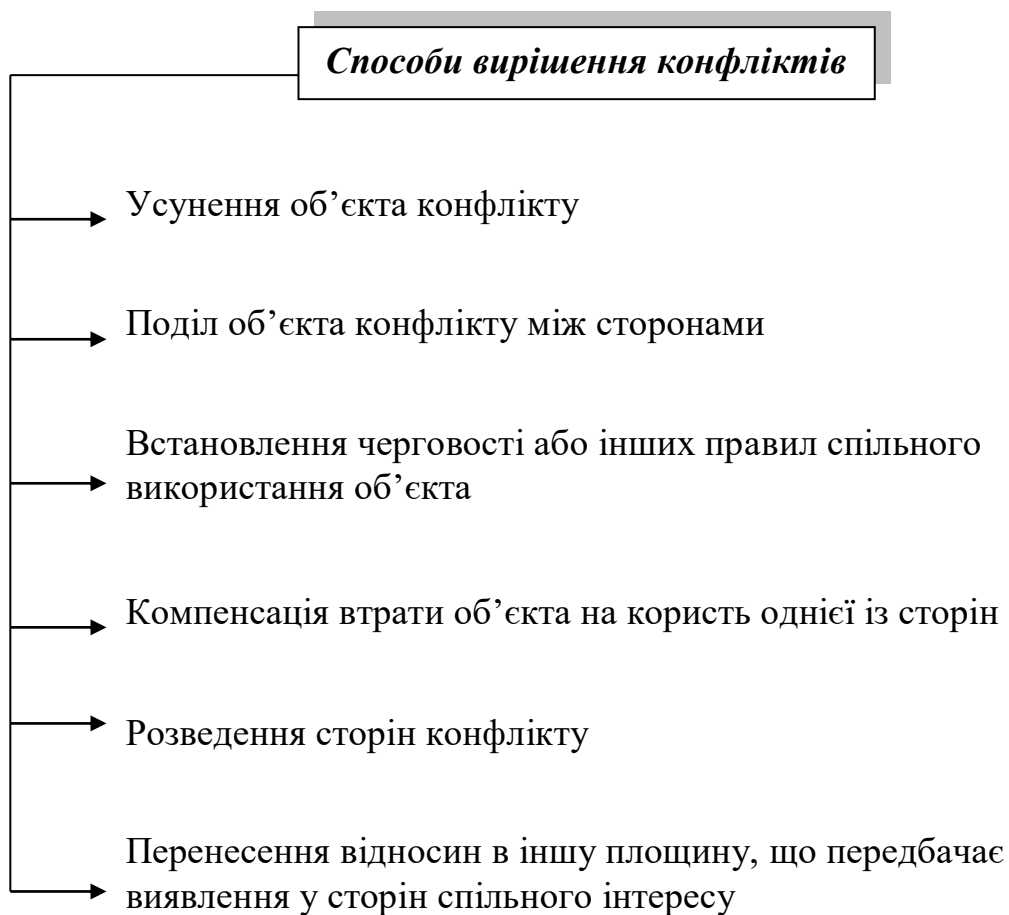 Способи вирішення конфліктів
Усунення об’єкта конфлікту
Поділ об’єкта конфлікту між сторонами
Встановлення черговості або інших правил спільного
використання об’єкта
Компенсація втрати об’єкта на користь однієї із сторін
Розведення сторін конфлікту
Перенесення відносин в іншу площину, що передбачає
виявлення у сторін спільного інтересу